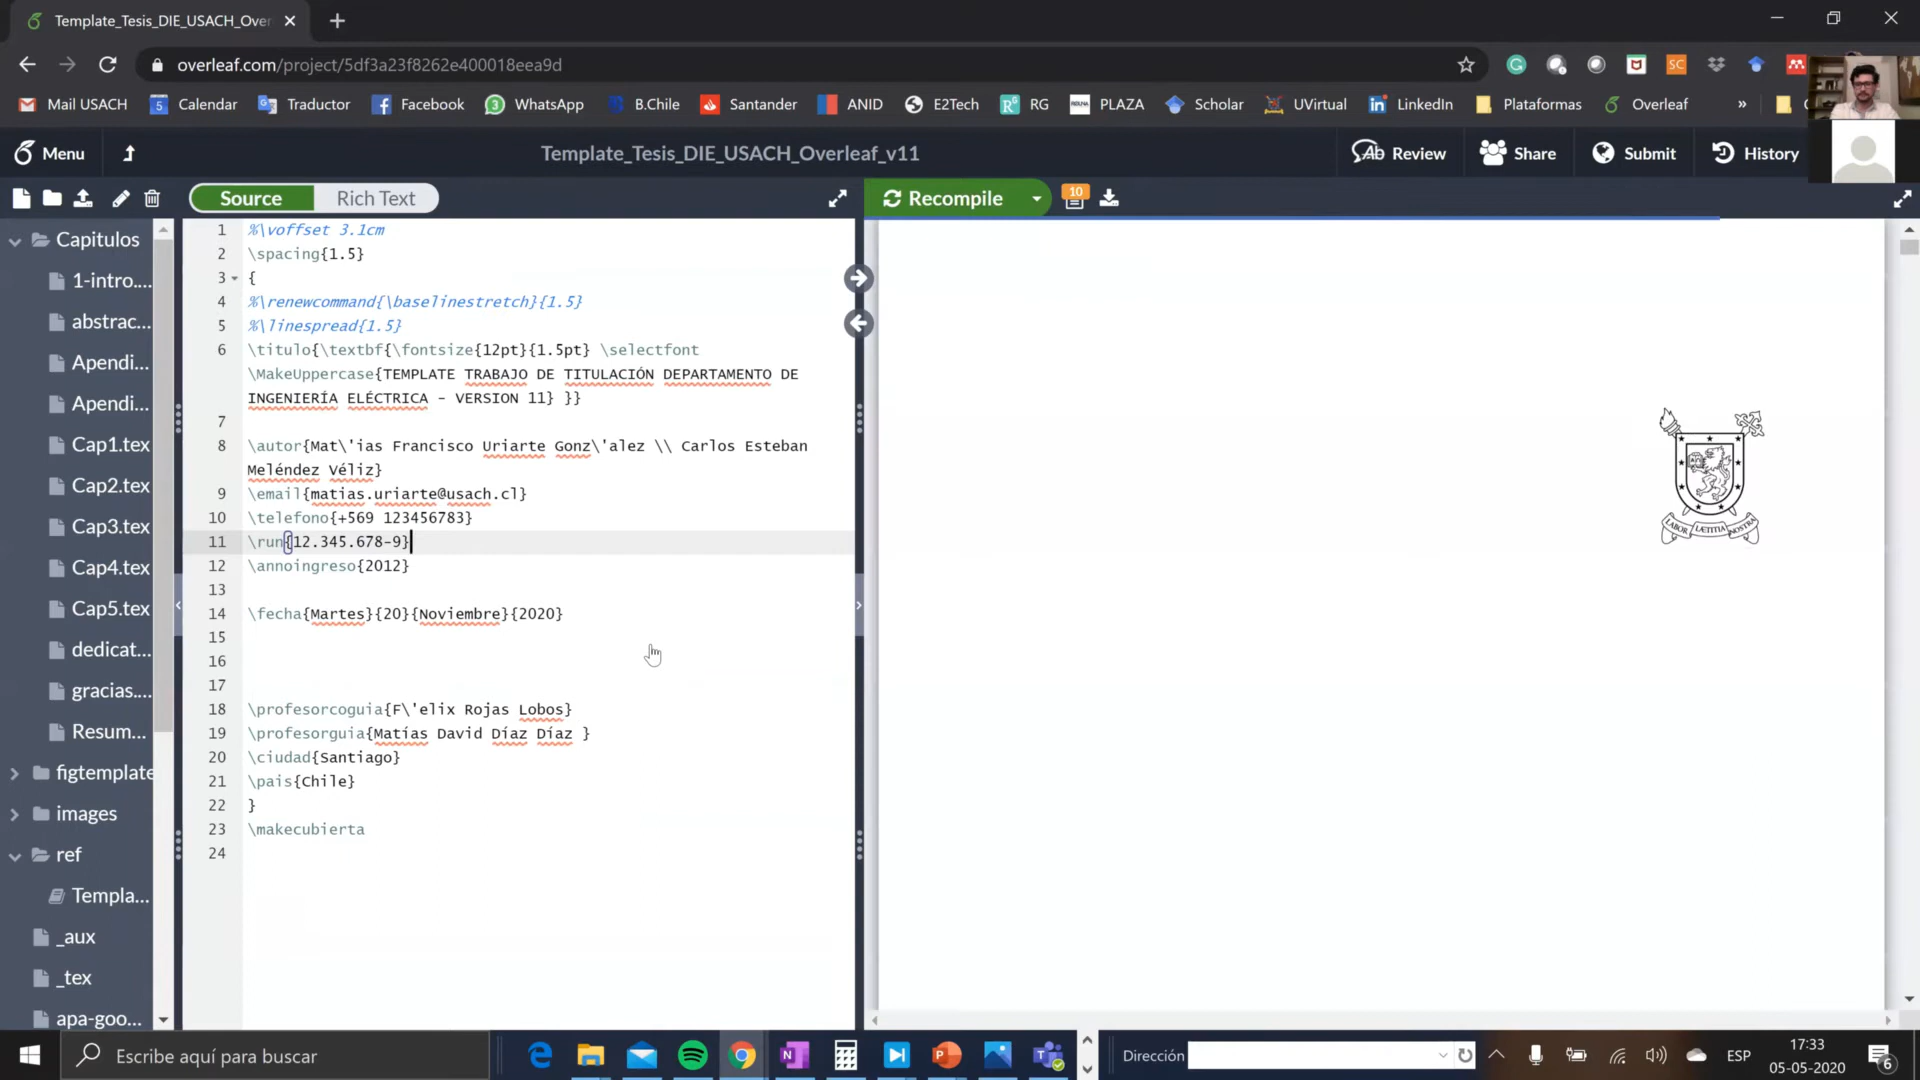 Template_Tesis_DIE_USACH_Over
overleaf.com/project/5df3a23f8262e400018eea9d
Mail USACH Calendar Traductor Facebook WhatsApp B.Chile Santander ANID E2Tech RG PLAZA Scholar UVirtual LinkedIn Plataformas Overleaf »
Menu Template_Tesis_DIE_USACH_Overleaf_v11 Review Share Submit History
Source Rich Text Recompile 10
Capitulos
1-intro....
abstrac...
Apendi...
Apendi...
Cap1.tex
Cap2.tex
Cap3.tex
Cap4.tex
Cap5.tex
dedicat...
gracias....
Resum...
figtemplate
images
ref
Templa...
_aux
_tex
apa-goo...
1 %\voffset 3.1cm
2 \spacing{1.5}
3 {
4 %\renewcommand{\baselinestretch}{1.5}
5 %\linespread{1.5}
6 \titulo{\textbf{\fontsize{12pt}{1.5pt} \selectfont
\MakeUppercase{TEMPLATE TRABAJO DE TITULACIÓN DEPARTAMENTO DE
INGENIERÍA ELÉCTRICA - VERSION 11} }}
7
8 \autor{Mat\'ias Francisco Uriarte Gonz\'alez \\ Carlos Esteban
Meléndez Véliz}
9 \email{matias.uriarte@usach.cl}
10 \telefono{+569 123456783}
11 \run{12.345.678-9}
12 \annoingreso{2012}
13
14 \fecha{Martes}{20}{Noviembre}{2020}
15
16
17
18 \profesorcoguia{F\'elix Rojas Lobos}
19 \profesorguia{Matías David Díaz Díaz }
20 \ciudad{Santiago}
21 \pais{Chile}
22 }
23 \makecubierta
24
LABOR LÆTITIA NOSTRA
Escribe aquí para buscar
Dirección
ESP
17:33
05-05-2020
6